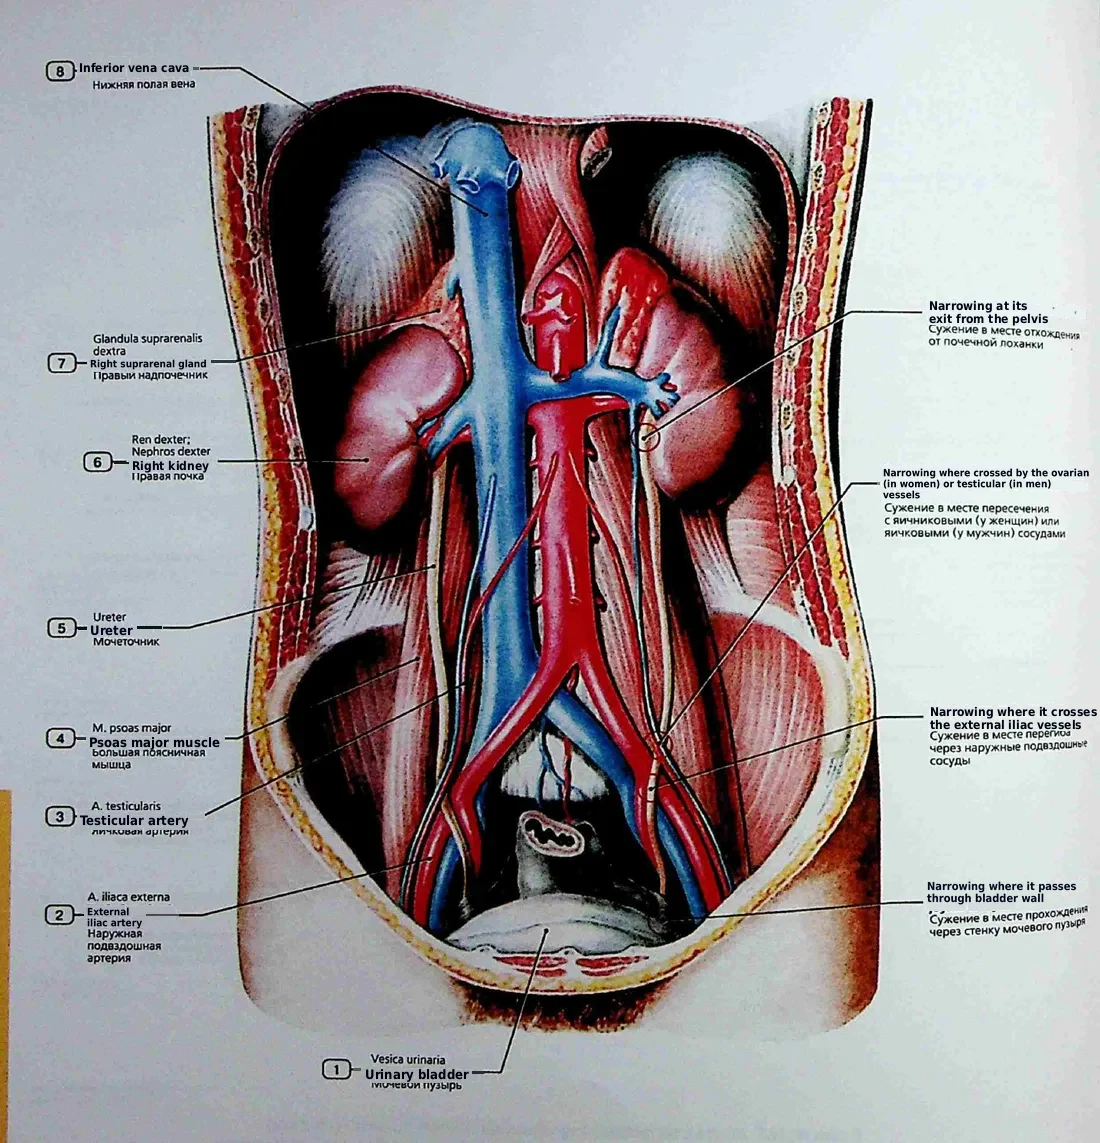 8
Inferior vena cava
Нижняя полая вена
Glandula suprarenalis
dextra
7
Right suprarenal gland
Правый надпочечник
Ren dexter;
Nephros dexter
6
Right kidney
Правая почка
Ureter
5
Ureter
Мочеточник
M. psoas major
4
Psoas major muscle
Большая поясничная
мышца
A. testicularis
3
Testicular artery
яичковая артерия
A. iliaca externa
2
External
iliac artery
Наружная
подвздошная
артерия
Vesica urinaria
1
Urinary bladder
Мочевой пузырь
Narrowing at its
exit from the pelvis
Сужение в месте отхождения
от почечной лоханки
Narrowing where crossed by the ovarian
(in women) or testicular (in men)
vessels
Сужение в месте пересечения
с яичниковыми (у женщин) или
яичковыми (у мужчин) сосудами
Narrowing where it crosses
the external iliac vessels
Сужение в месте перегиба
через наружные подвздошные
сосуды
Narrowing where it passes
through bladder wall
Сужение в месте прохождения
через стенку мочевого пузыря